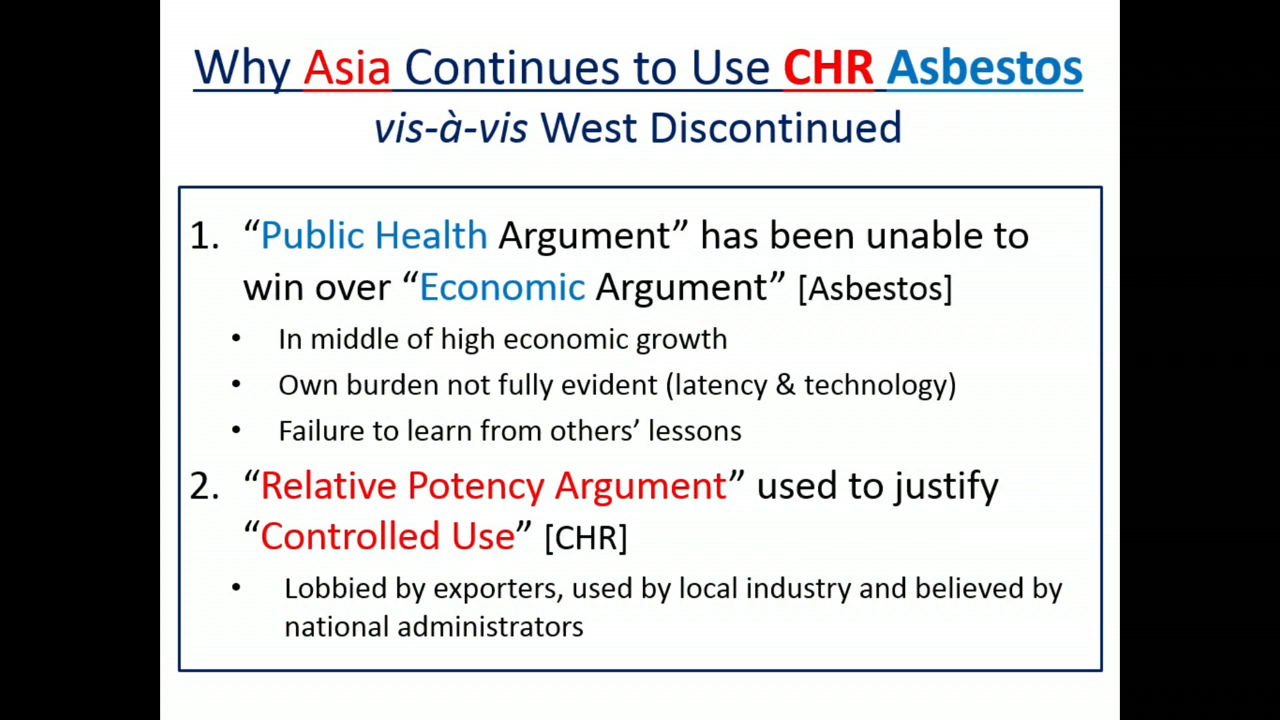 Why Asia Continues to Use CHR Asbestos
vis-à-vis West Discontinued
1. “Public Health Argument” has been unable to
win over “Economic Argument” [Asbestos]
• In middle of high economic growth
• Own burden not fully evident (latency & technology)
• Failure to learn from others’ lessons
2. “Relative Potency Argument” used to justify
“Controlled Use” [CHR]
• Lobbied by exporters, used by local industry and believed by
national administrators